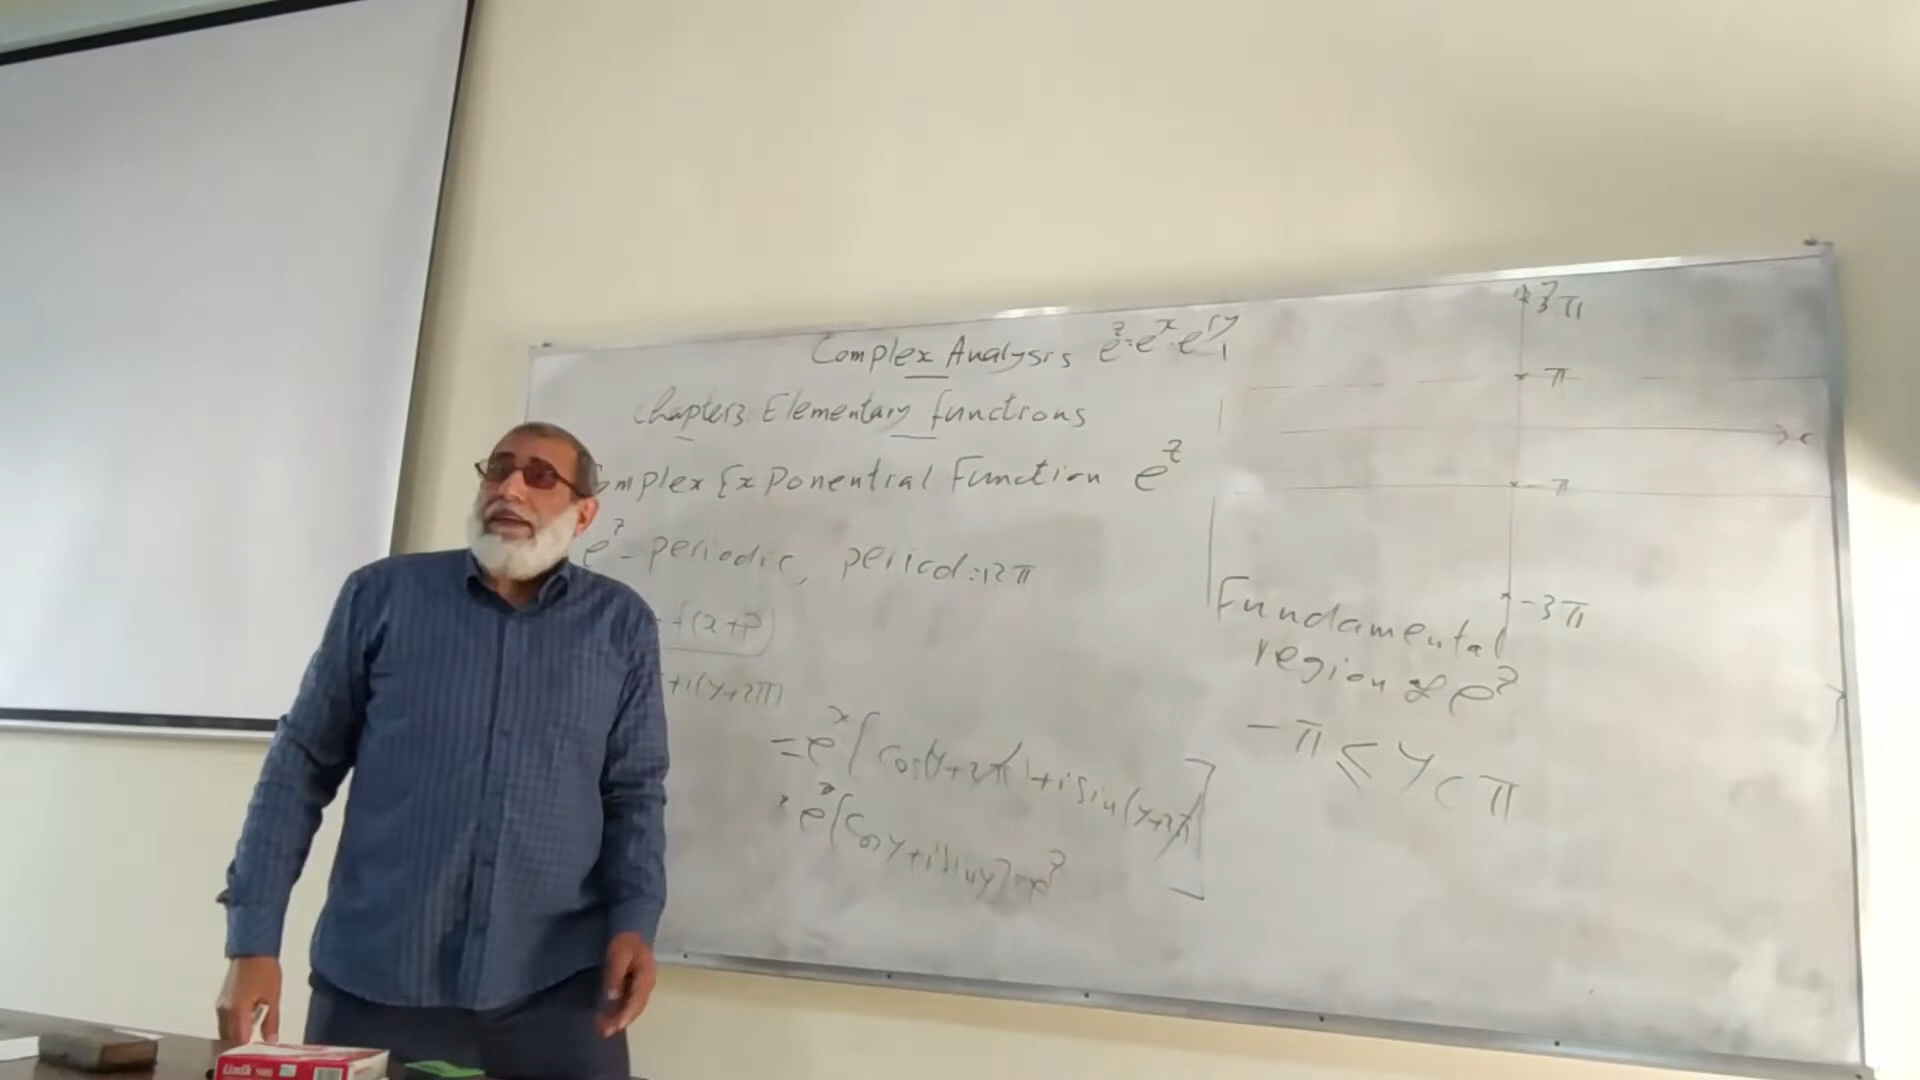 Complex Analysis e^z = e^x . e^iy
Chapter3. Elementary functions
Complex Exponential Function e^z
e^z - periodic, period = i2π
f(x+P)
+i(y+2π)
= e^x [cos(y+2π)+i sin(y+2π)]
= e^x [cos y + i sin y] = e^z
3π
π
x
-π
-3π
Fundamental
region of e^z
-π ≤ y < π